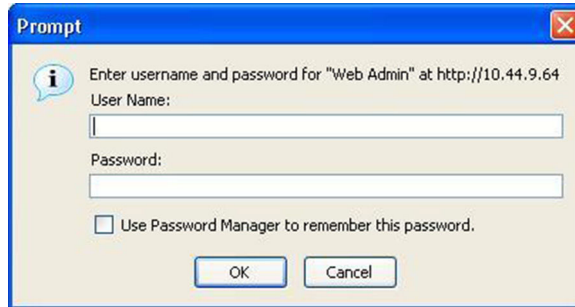 Prompt
Enter username and password for "Web Admin" at http://10.44.9.64
User Name:
Password:
Use Password Manager to remember this password.
OK
Cancel